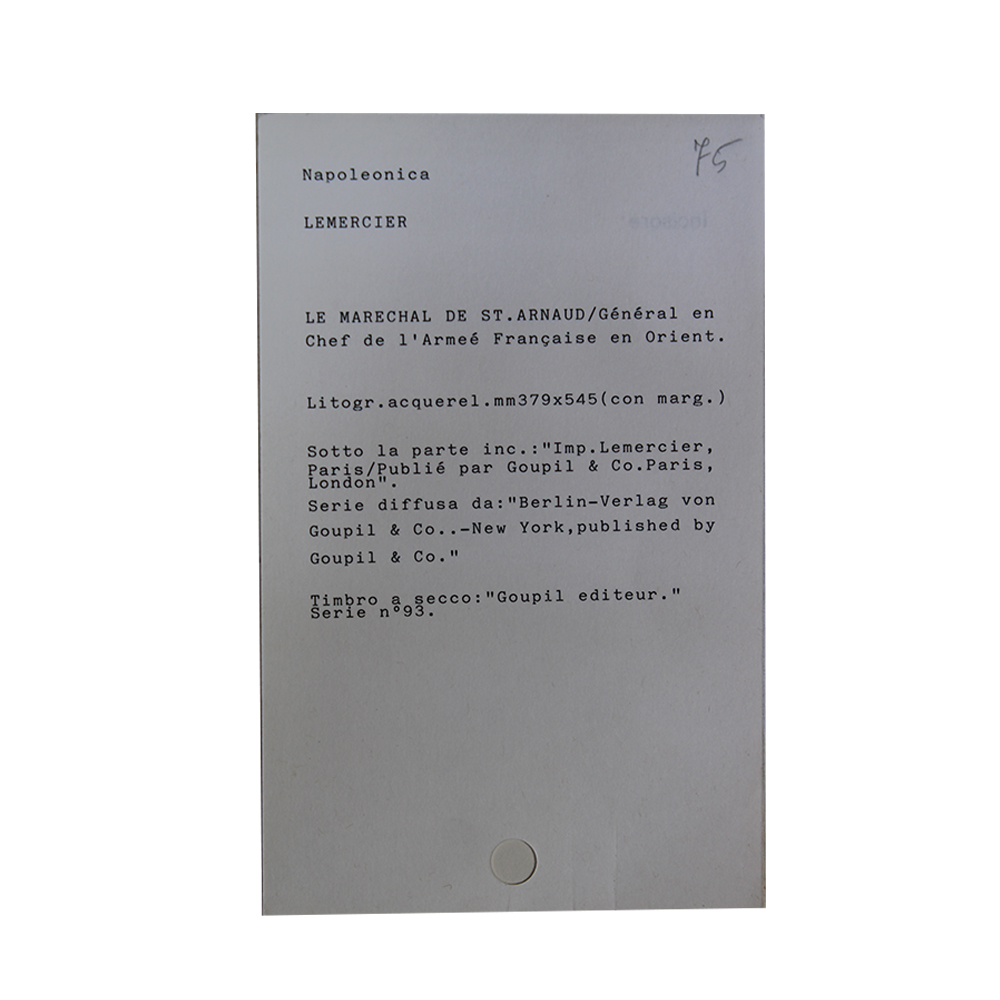 75
Napoleonica
LEMERCIER
incisore
LE MARECHAL DE ST.ARNAUD/Général en
Chef de l'Armeé Française en Orient.
Litogr.acquerel.mm379x545(con marg.)
Sotto la parte inc.:"Imp.Lemercier,
Paris/Publié par Goupil & Co.Paris,
London".
Serie diffusa da:"Berlin-Verlag von
Goupil & Co..-New York,published by
Goupil & Co."
Timbro a secco:"Goupil editeur."
Serie n°93.